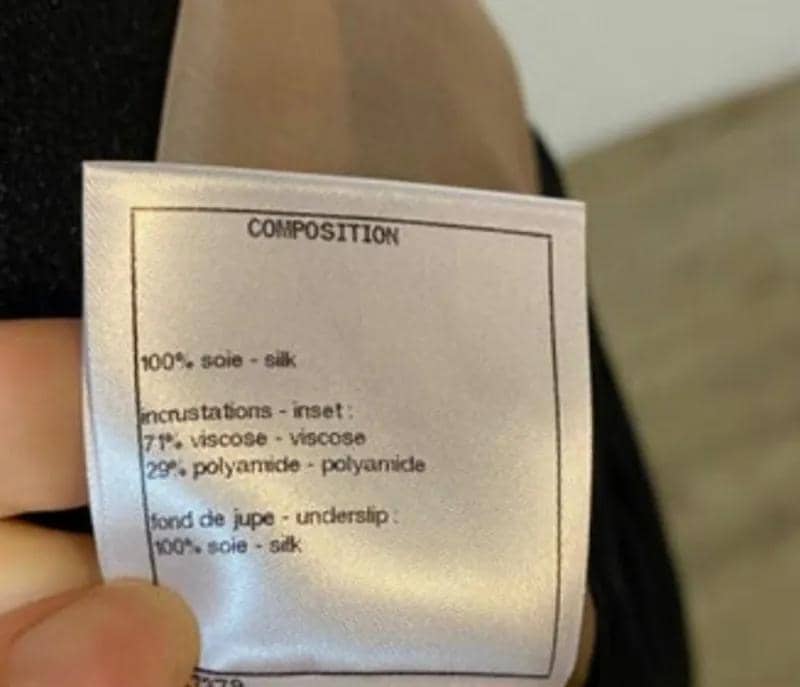 COMPOSITION
100% soie - silk
incrustations - inset :
71% viscose - viscose
29% polyamide - polyamide
fond de jupe - underslip :
100% soie - silk